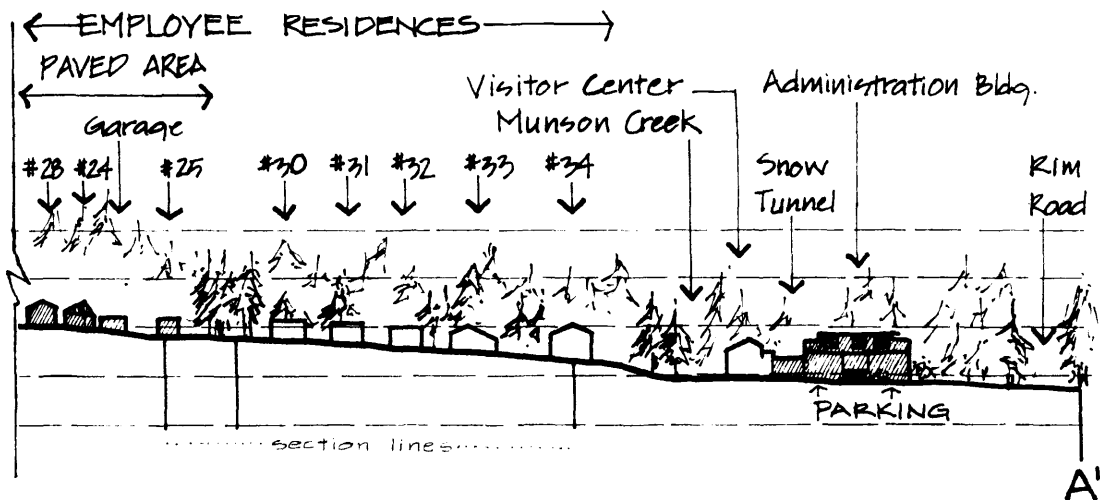 EMPLOYEE RESIDENCES
PAVED AREA
Garage
Visitor Center
Munson Creek
Administration Bldg.
#28 #24 #25 #30 #31 #32 #33 #34
Snow
Tunnel
Rim
Road
PARKING
section lines
A'